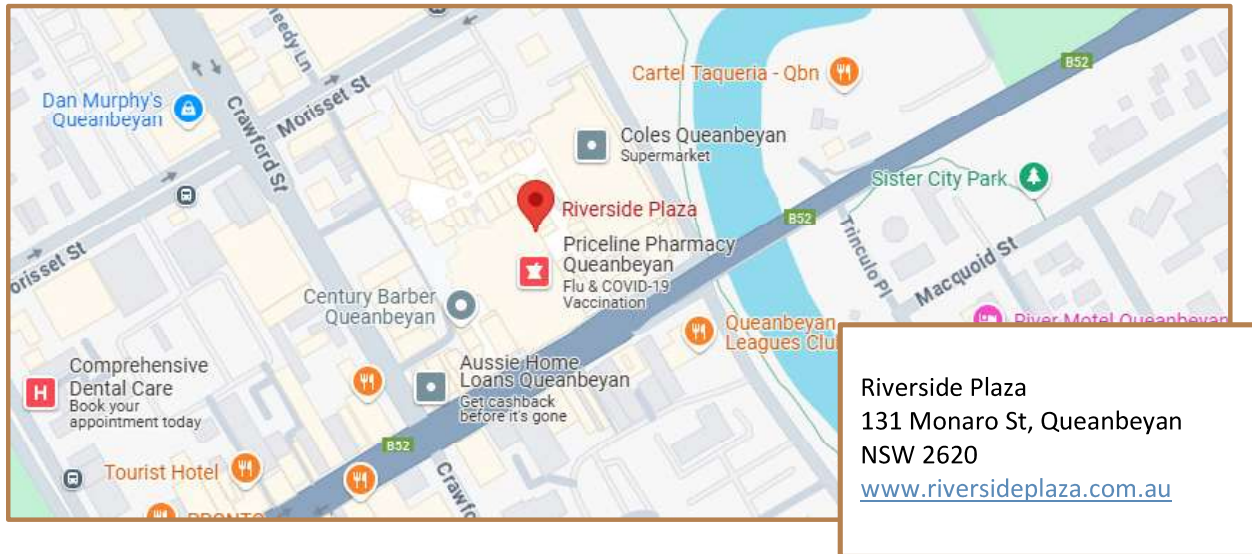 eedy Ln
Morisset St
Dan Murphy's
Queanbeyan
Crawford St
Cartel Taqueria - Qbn
B52
Coles Queanbeyan
Supermarket
Sister City Park
Riverside Plaza
B52
Trinculo Pl
Macquoid St
orisset St
Priceline Pharmacy
Queanbeyan
Flu & COVID-19
Vaccination
Century Barber
Queanbeyan
Queanbeyan
Leagues Clu
River Motel Queanbeyan
Comprehensive
Dental Care
Book your
appointment today
H
Aussie Home
Loans Queanbeyan
Get cashback
before it's gone
B52
Tourist Hotel
Crawf
PRONTO
Riverside Plaza
131 Monaro St, Queanbeyan
NSW 2620
www.riversideplaza.com.au